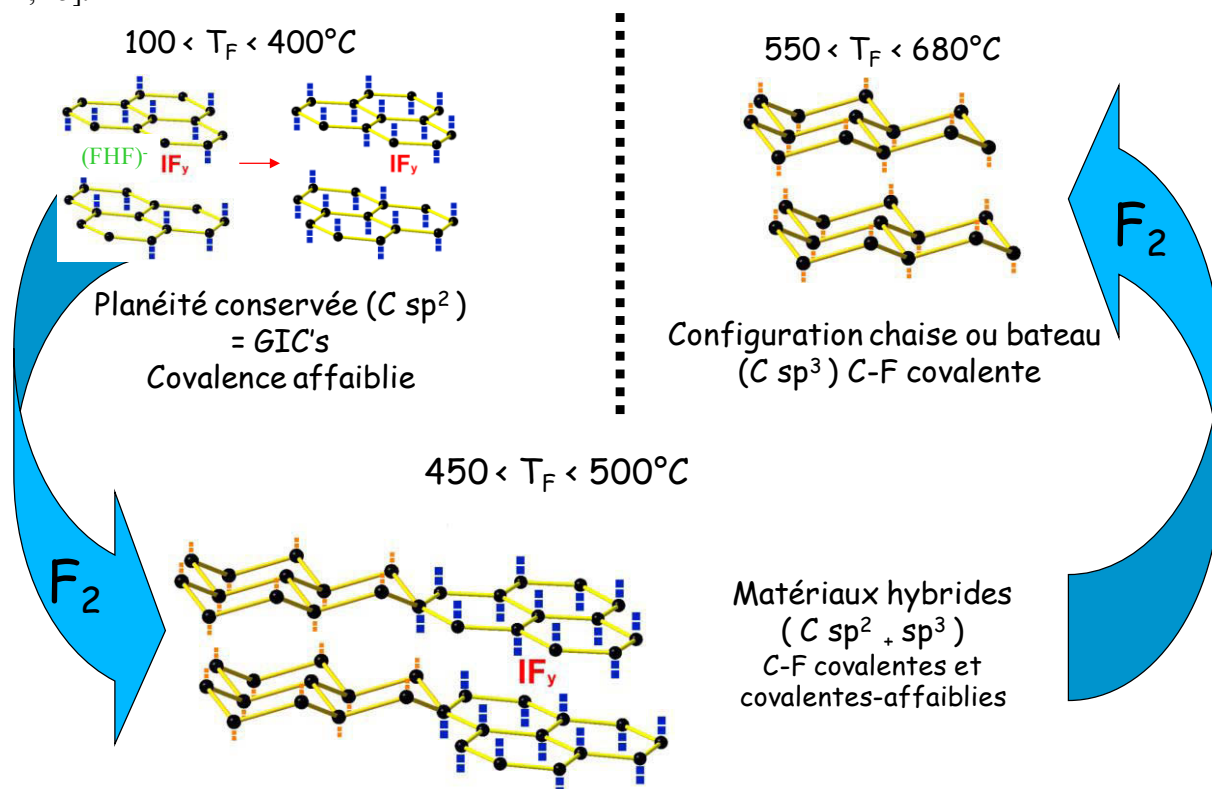 100 < T_F < 400°C
550 < T_F < 680°C
(FHF)⁻
IF_y
IF_y
F₂
Planéité conservée (C sp²)
= GIC's
Covalence affaiblie
Configuration chaise ou bateau
(C sp³) C-F covalente
450 < T_F < 500°C
F₂
IF_y
Matériaux hybrides
( C sp² + sp³ )
C-F covalentes et
covalentes-affaiblies